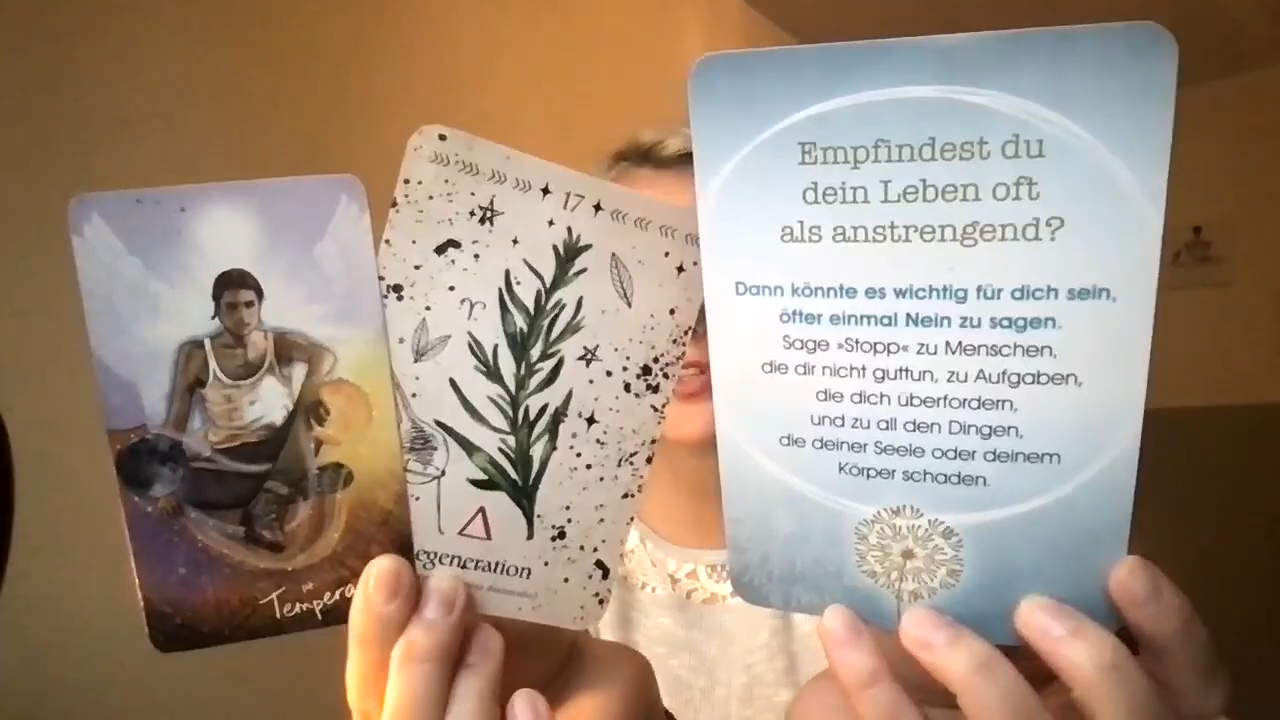 Tempera
17
egeneration
Empfindest du
dein Leben oft
als anstrengend?
Dann könnte es wichtig für dich sein,
öfter einmal Nein zu sagen.
Sage »Stopp« zu Menschen,
die dir nicht guttun, zu Aufgaben,
die dich überfordern,
und zu all den Dingen,
die deiner Seele oder deinem
Körper schaden.